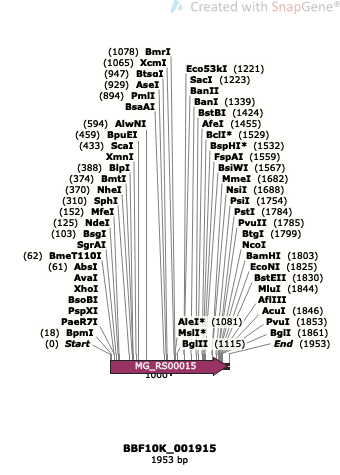 Created with SnapGene®
(1078) BmrI
(1065) XcmI
(947) BtsαI
(929) AseI
(894) PmlI
BsaAI
(594) AlwNI
(459) BpuEI
(433) ScaI
XmnI
(388) BlpI
(374) BmtI
(370) NheI
(310) SphI
(152) MfeI
(125) NdeI
(103) BsgI
SgrAI
(62) BmeT110I
(61) AbsI
AvaI
XhoI
BsoBI
PspXI
PaeR7I
(18) BpmI
(0) Start
Eco53kI (1221)
SacI (1223)
BanII
BanI (1339)
BstBI (1424)
AfeI (1455)
BclI* (1529)
BspHI* (1532)
FspAI (1559)
BsiWI (1567)
MmeI (1682)
NsiI (1688)
PsiI (1754)
PstI (1784)
PvuII (1785)
BtgI (1799)
NcoI
BamHI (1803)
EcoNI (1825)
BstEII (1830)
MluI (1844)
AflIII
AcuI (1846)
PvuI (1853)
BglI (1861)
End (1953)
AleI* (1081)
MslI*
BglII (1115)
MG_RS00015
1000
BBF10K_001915
1953 bp